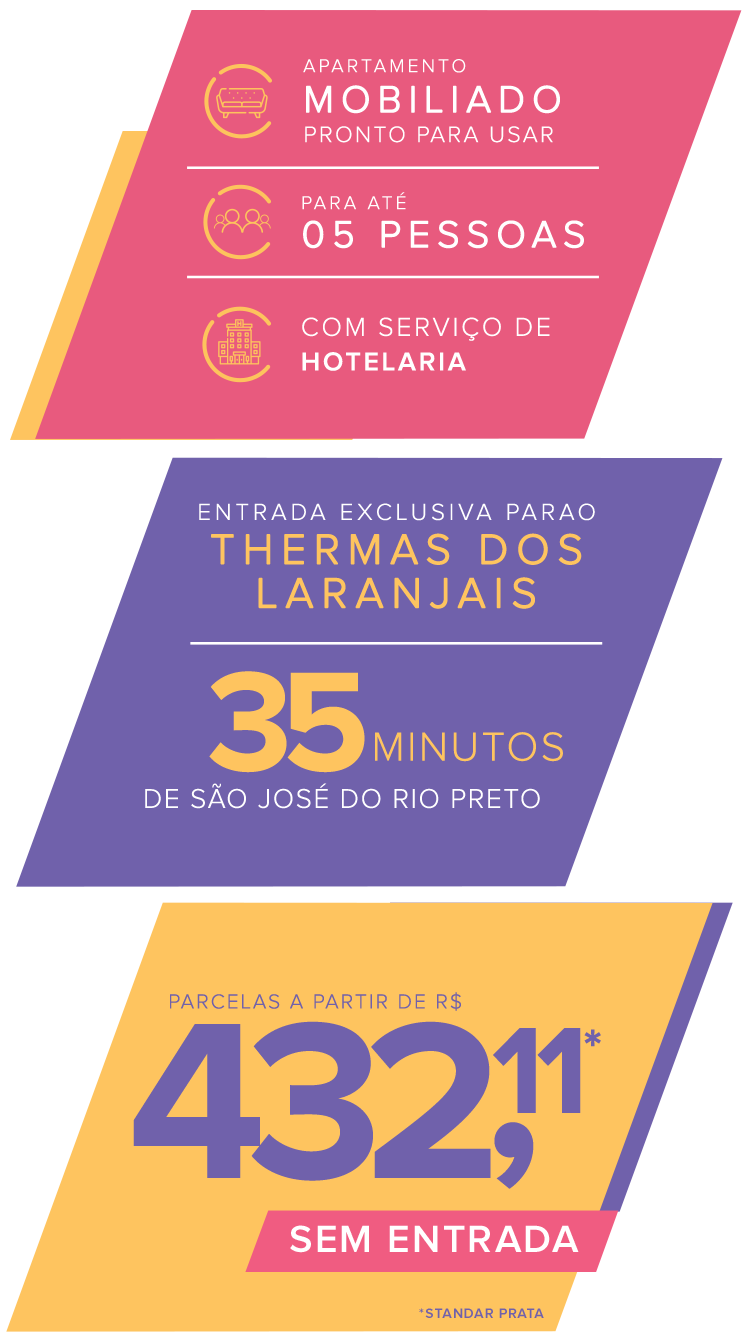 APARTAMENTO
MOBILIADO
PRONTO PARA USAR
PARA ATÉ
05 PESSOAS
COM SERVIÇO DE
HOTELARIA
ENTRADA EXCLUSIVA PARAO
THERMAS DOS
LARANJAIS
35 MINUTOS
DE SÃO JOSÉ DO RIO PRETO
PARCELAS A PARTIR DE R$
432,11*
SEM ENTRADA
*STANDAR PRATA